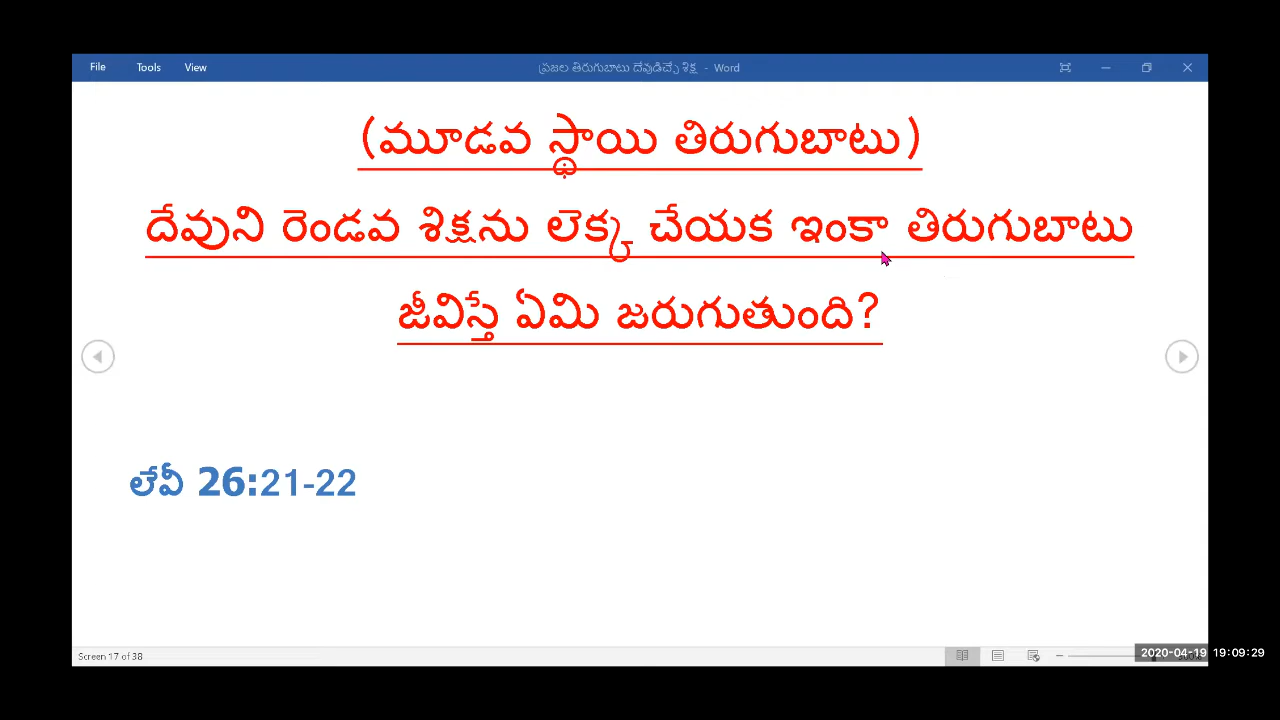 File Tools View ప్రజల తిరుగుబాటు దేవుడిచ్చే శిక్ష - Word
(మూడవ స్థాయి తిరుగుబాటు)
దేవుని రెండవ శిక్షను లెక్క చేయక ఇంకా తిరుగుబాటు
జీవిస్తే ఏమి జరుగుతుంది?
లేవీ 26:21-22
Screen 17 of 38
2020-04-19 19:09:29